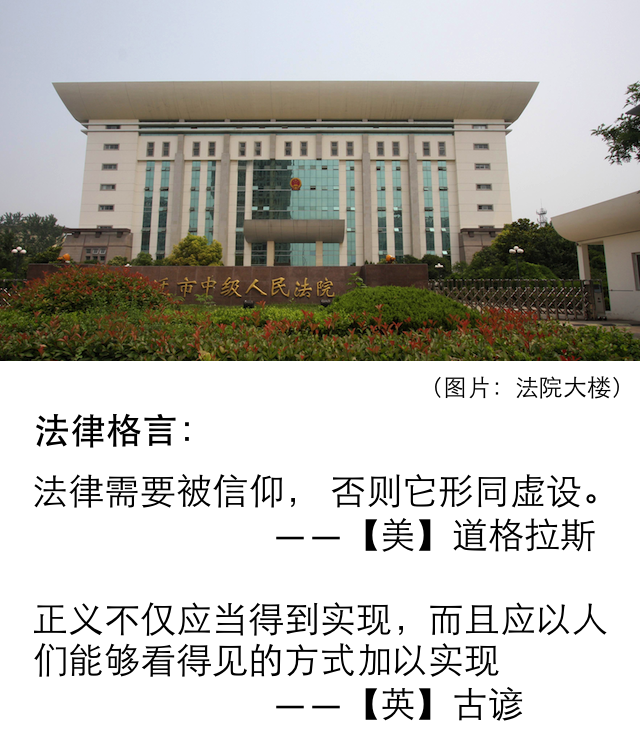 市中级人民法院
（图片：法院大楼）
法律格言：
法律需要被信仰， 否则它形同虚设。
——【美】道格拉斯
正义不仅应当得到实现，而且应以人
们能够看得见的方式加以实现
——【英】古谚